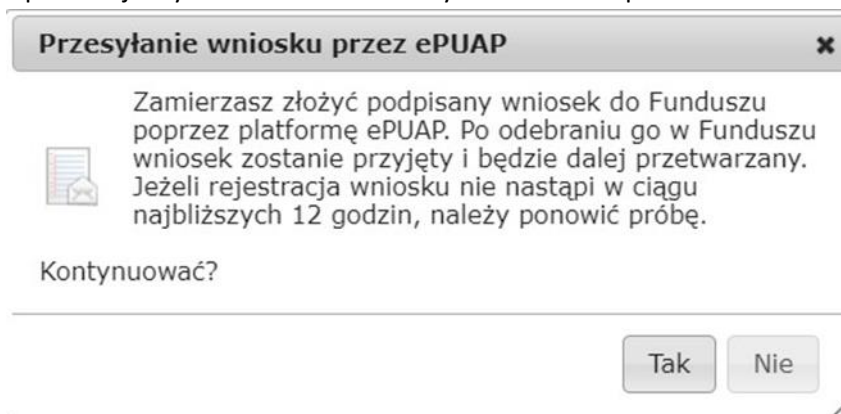 Przesyłanie wniosku przez ePUAP
Zamierzasz złożyć podpisany wniosek do Funduszu
poprzez platformę ePUAP. Po odebraniu go w Funduszu
wniosek zostanie przyjęty i będzie dalej przetwarzany.
Jeżeli rejestracja wniosku nie nastąpi w ciągu
najbliższych 12 godzin, należy ponowić próbę.
Kontynuować?
Tak Nie